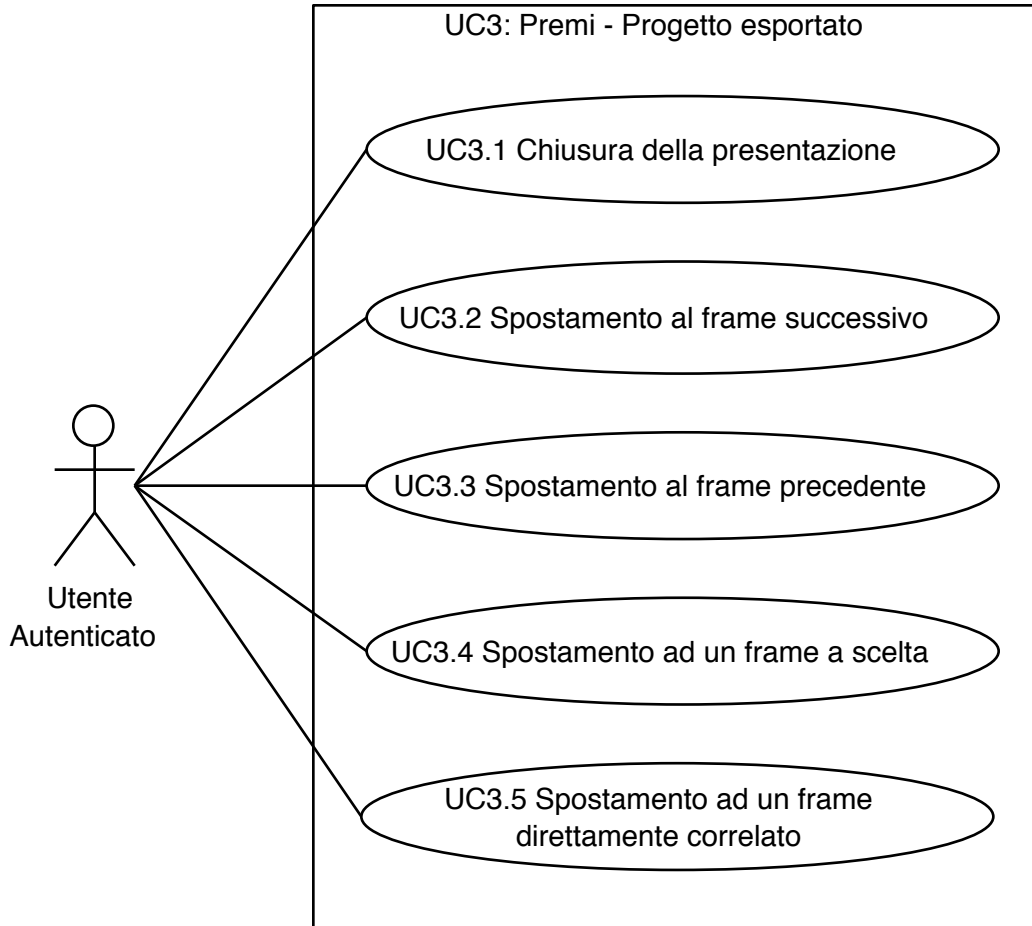 UC3: Premi - Progetto esportato
UC3.1 Chiusura della presentazione
UC3.2 Spostamento al frame successivo
UC3.3 Spostamento al frame precedente
Utente
Autenticato
UC3.4 Spostamento ad un frame a scelta
UC3.5 Spostamento ad un frame
direttamente correlato